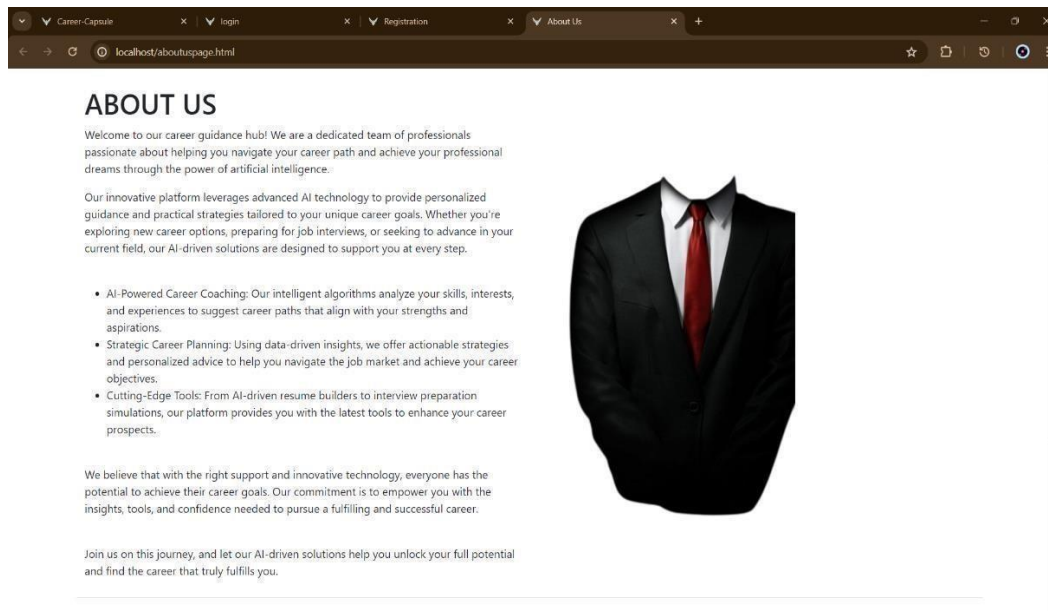 Career-Capsule
login
Registration
About Us
localhost/aboutuspage.html
ABOUT US
Welcome to our career guidance hub! We are a dedicated team of professionals
passionate about helping you navigate your career path and achieve your professional
dreams through the power of artificial intelligence.
Our innovative platform leverages advanced AI technology to provide personalized
guidance and practical strategies tailored to your unique career goals. Whether you're
exploring new career options, preparing for job interviews, or seeking to advance in your
current field, our AI-driven solutions are designed to support you at every step.
• AI-Powered Career Coaching: Our intelligent algorithms analyze your skills, interests,
and experiences to suggest career paths that align with your strengths and
aspirations.
• Strategic Career Planning: Using data-driven insights, we offer actionable strategies
and personalized advice to help you navigate the job market and achieve your career
objectives.
• Cutting-Edge Tools: From AI-driven resume builders to interview preparation
simulations, our platform provides you with the latest tools to enhance your career
prospects.
We believe that with the right support and innovative technology, everyone has the
potential to achieve their career goals. Our commitment is to empower you with the
insights, tools, and confidence needed to pursue a fulfilling and successful career.
Join us on this journey, and let our AI-driven solutions help you unlock your full potential
and find the career that truly fulfills you.